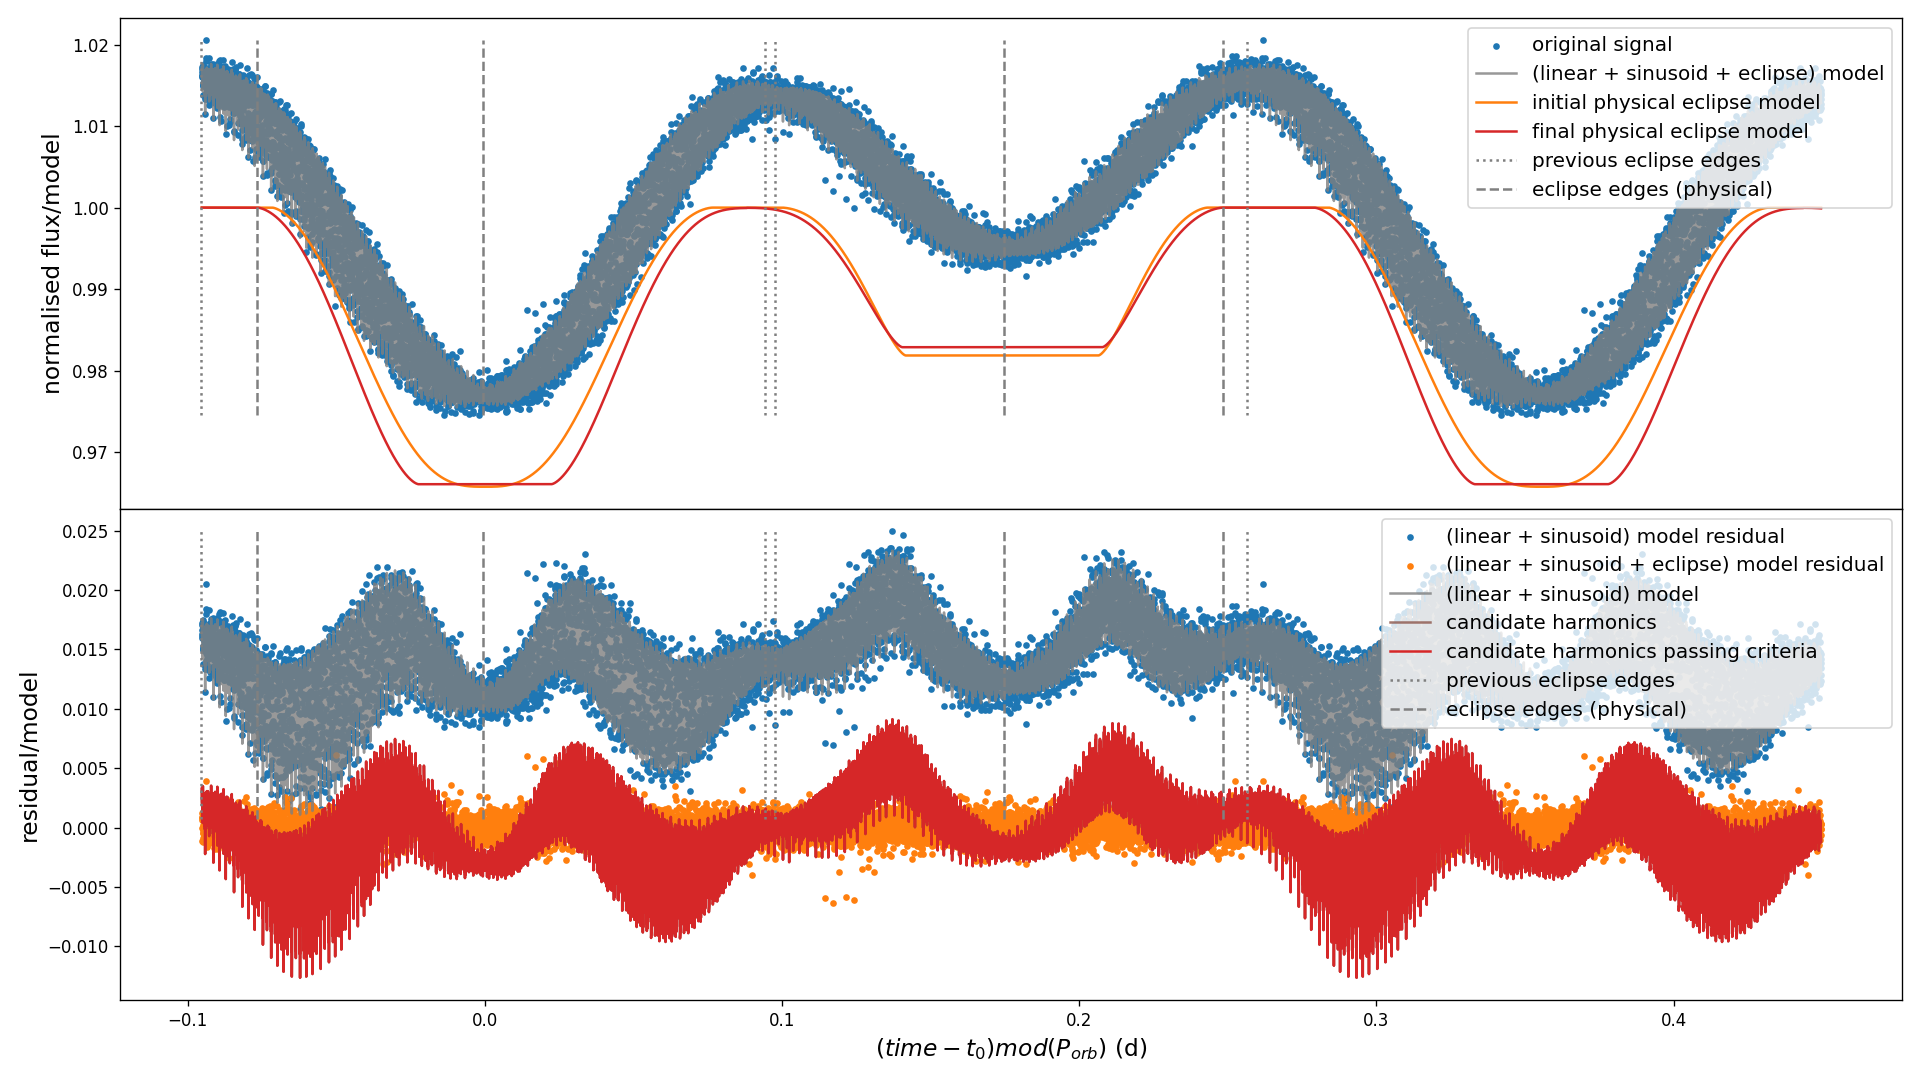 1.02
1.01
1.00
0.99
0.98
0.97
normalised flux/model
original signal
(linear + sinusoid + eclipse) model
initial physical eclipse model
final physical eclipse model
previous eclipse edges
eclipse edges (physical)
0.025
0.020
0.015
0.010
0.005
0.000
−0.005
−0.010
residual/model
(linear + sinusoid) model residual
(linear + sinusoid + eclipse) model residual
(linear + sinusoid) model
candidate harmonics
candidate harmonics passing criteria
previous eclipse edges
eclipse edges (physical)
−0.1 0.0 0.1 0.2 0.3 0.4
(time − t₀)mod(Pₒᵣb) (d)